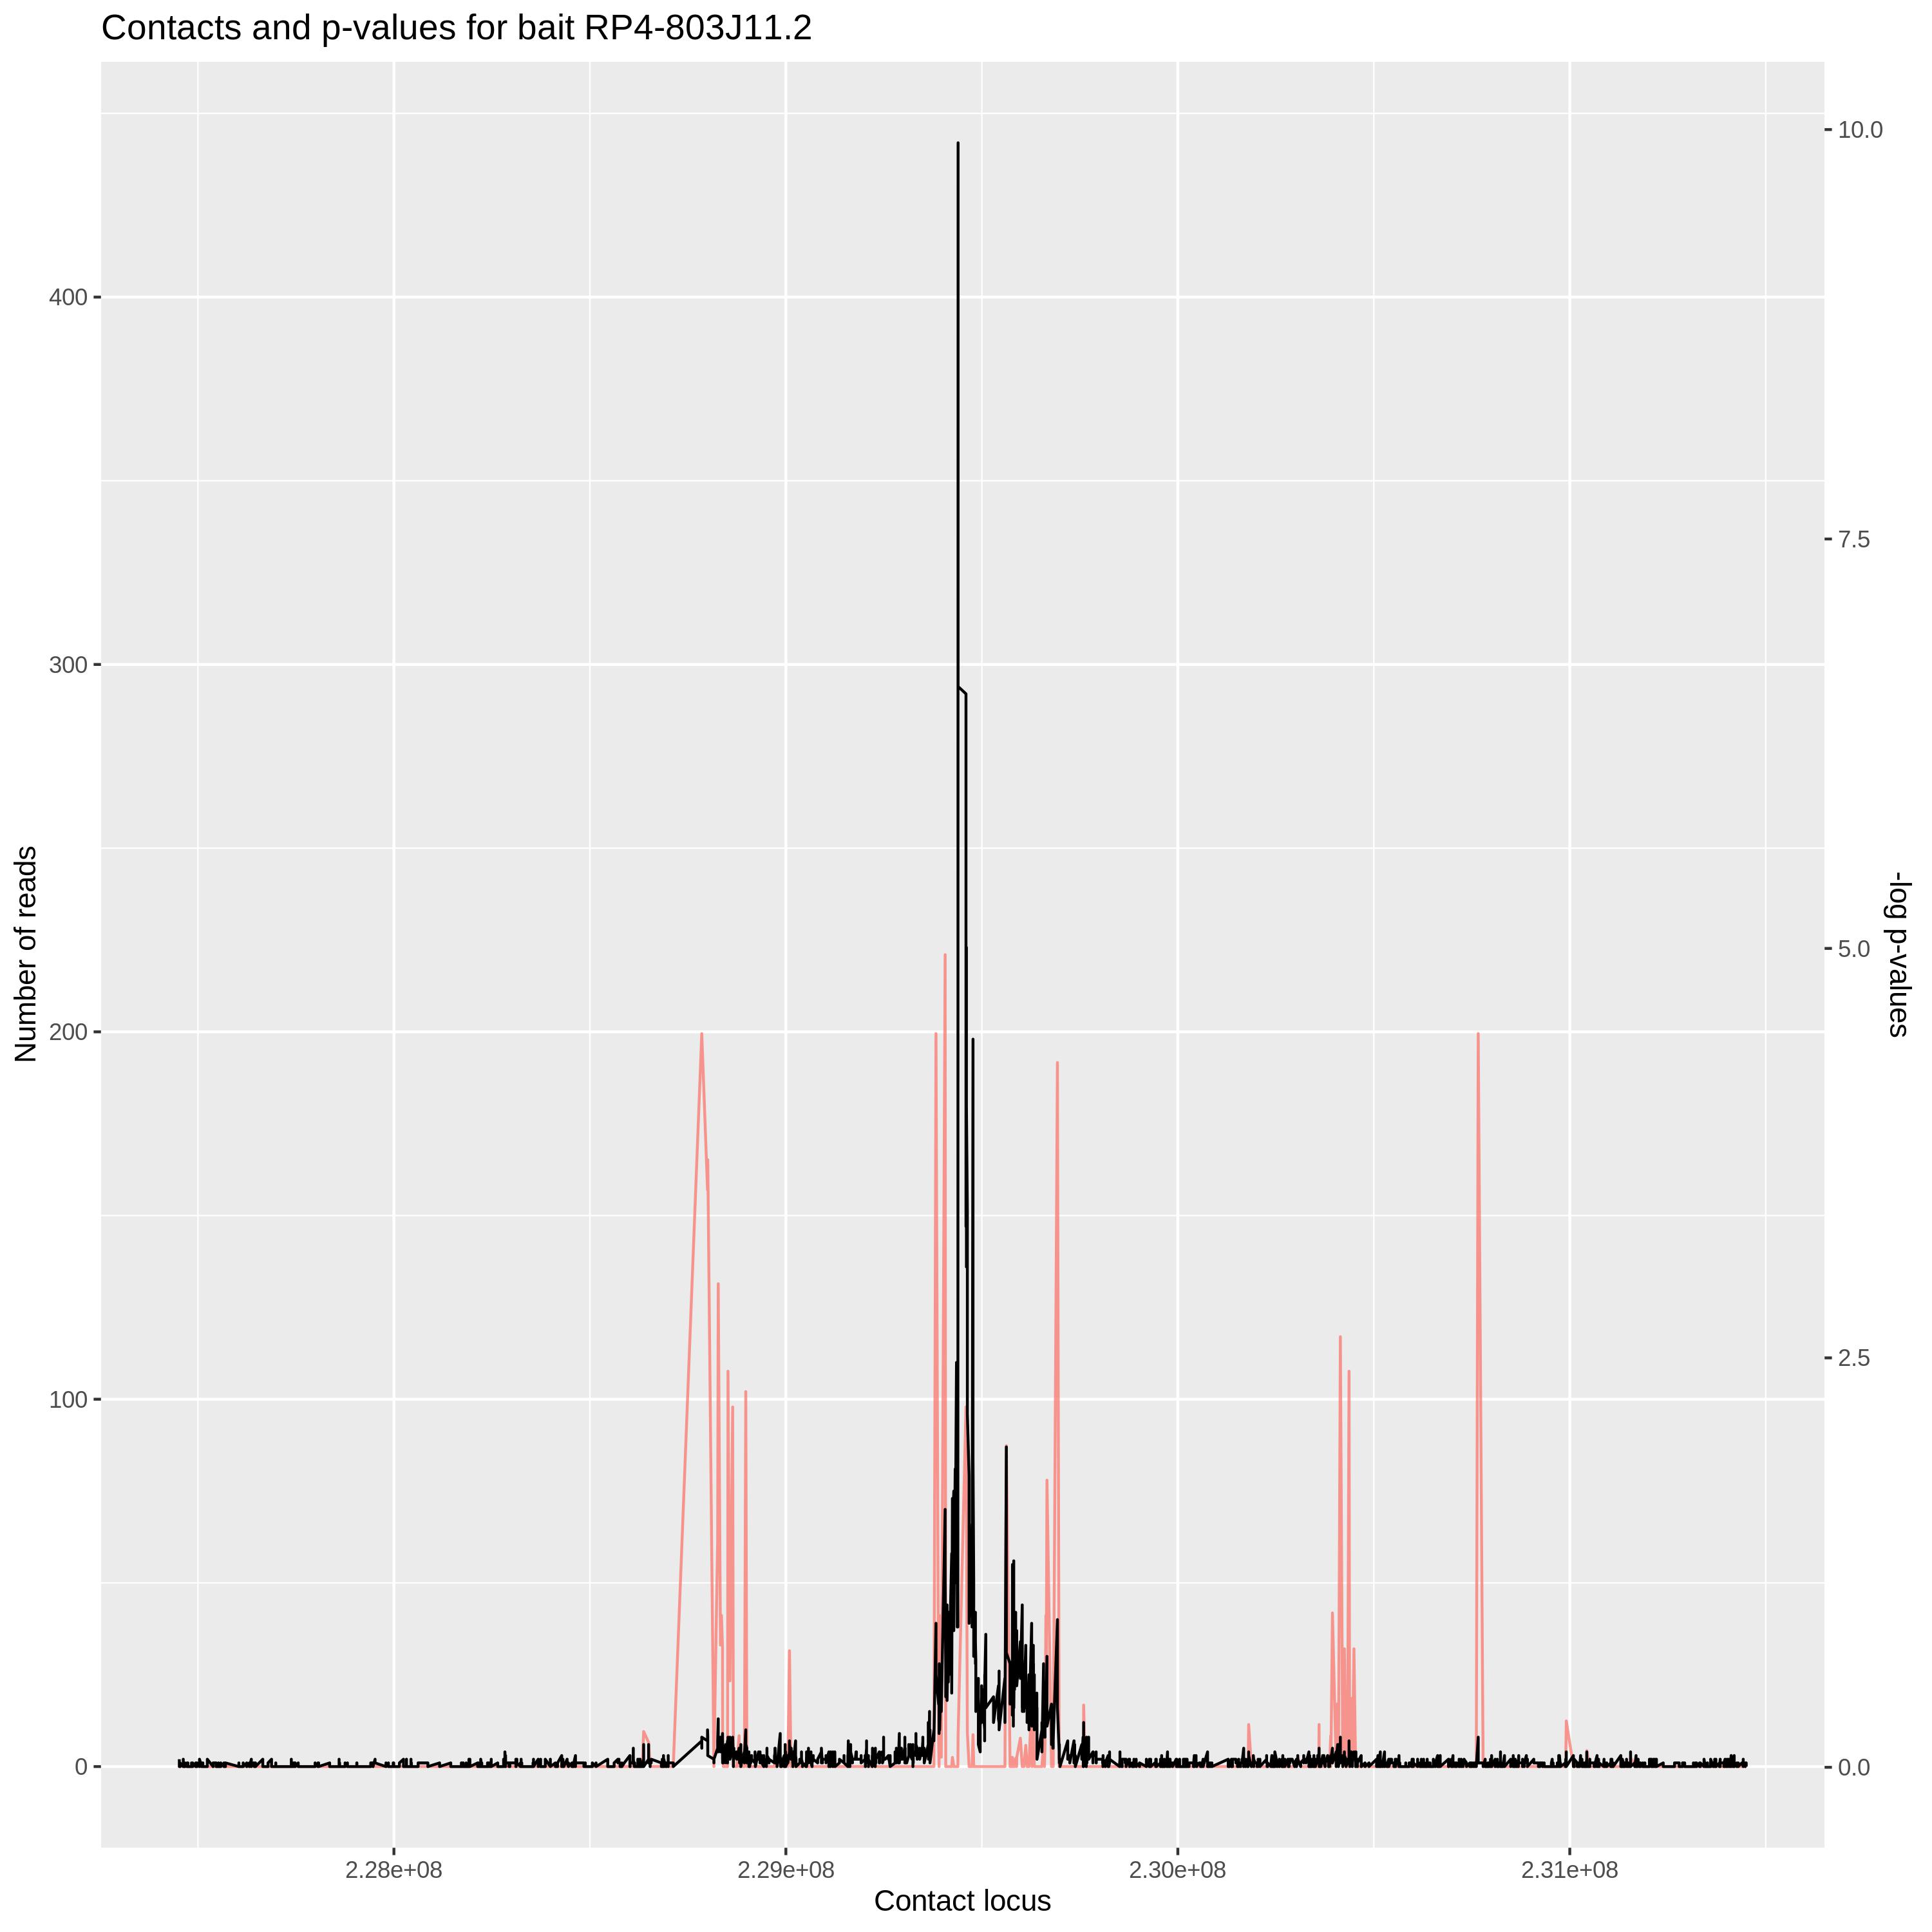 Contacts and p-values for bait RP4-803J11.2
400
300
200
100
0
Number of reads
10.0
7.5
5.0
2.5
0.0
-log p-values
2.28e+08
2.29e+08
2.30e+08
2.31e+08
Contact locus